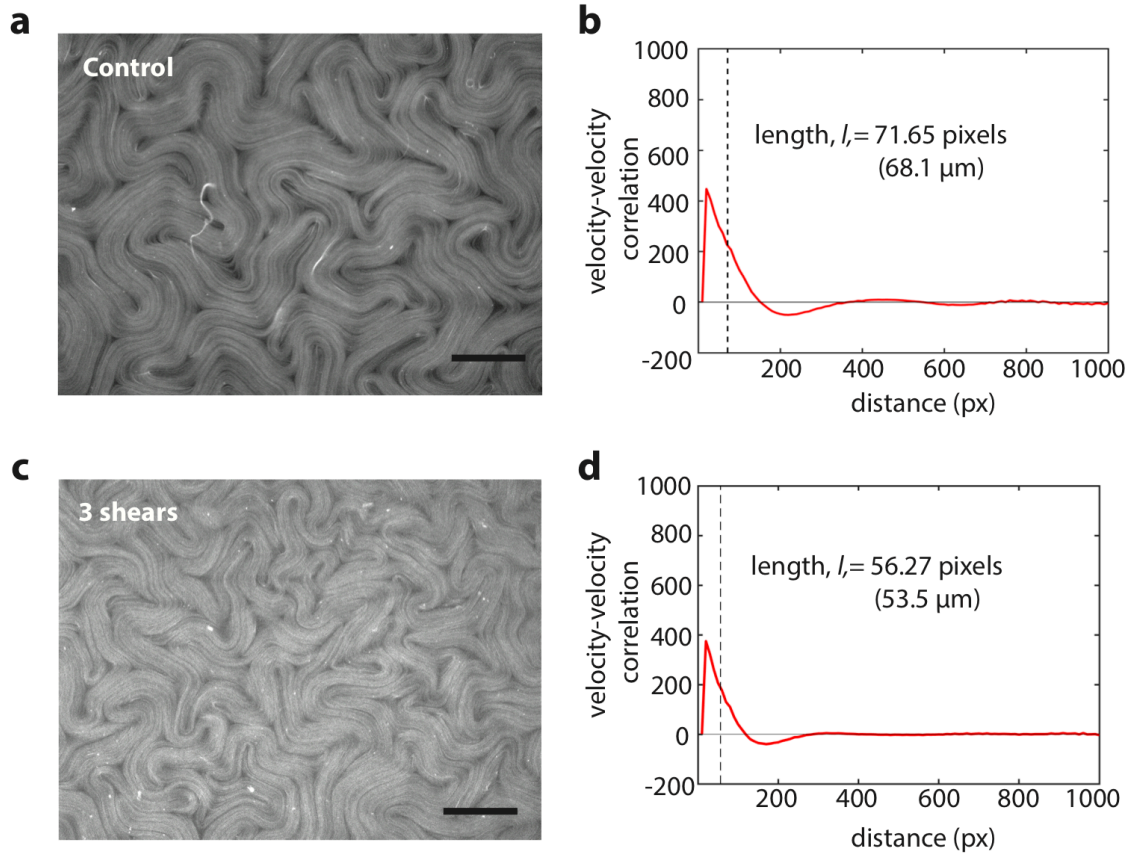 a
Control
b
1000
800
600
400
200
0
-200
velocity-velocity
correlation
length, l,= 71.65 pixels
(68.1 µm)
200 400 600 800 1000
distance (px)
c
3 shears
d
1000
800
600
400
200
0
-200
velocity-velocity
correlation
length, l,= 56.27 pixels
(53.5 µm)
200 400 600 800 1000
distance (px)